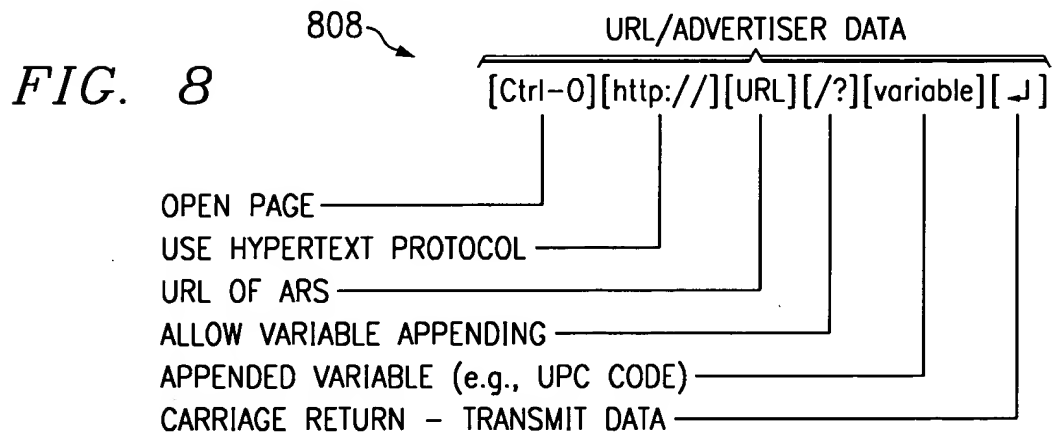 808
URL/ADVERTISER DATA
FIG. 8
[Ctrl-O][http://][URL][/?][variable][↵]
OPEN PAGE
USE HYPERTEXT PROTOCOL
URL OF ARS
ALLOW VARIABLE APPENDING
APPENDED VARIABLE (e.g., UPC CODE)
CARRIAGE RETURN - TRANSMIT DATA